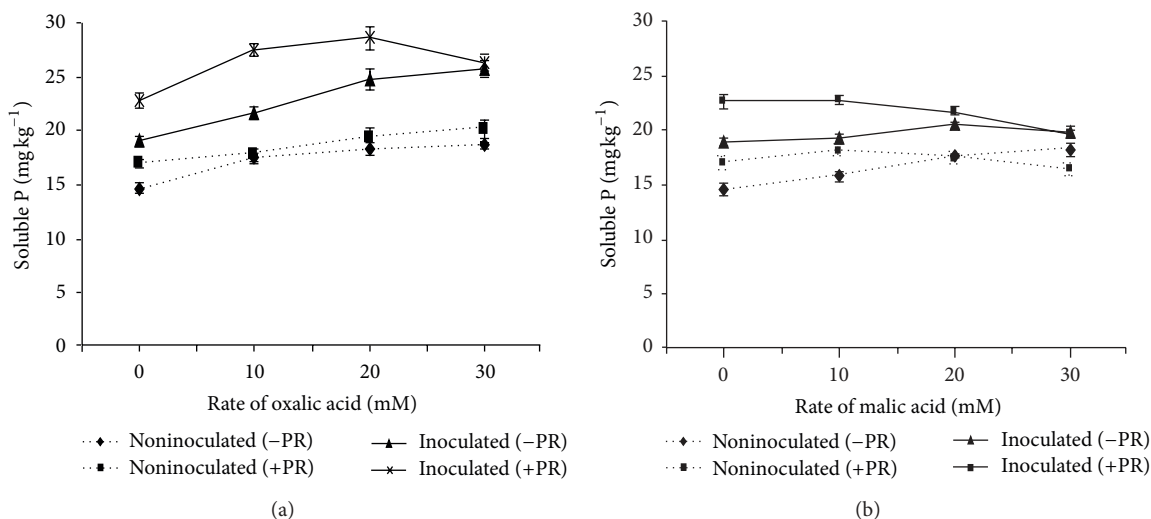 30
25
20
15
10
5
0
Soluble P (mg kg⁻¹)
0 10 20 30
Rate of oxalic acid (mM)
Noninoculated (−PR) Inoculated (−PR)
Noninoculated (+PR) Inoculated (+PR)
(a)
30
25
20
15
10
5
0
Soluble P (mg kg⁻¹)
0 10 20 30
Rate of malic acid (mM)
Noninoculated (−PR) Inoculated (−PR)
Noninoculated (+PR) Inoculated (+PR)
(b)